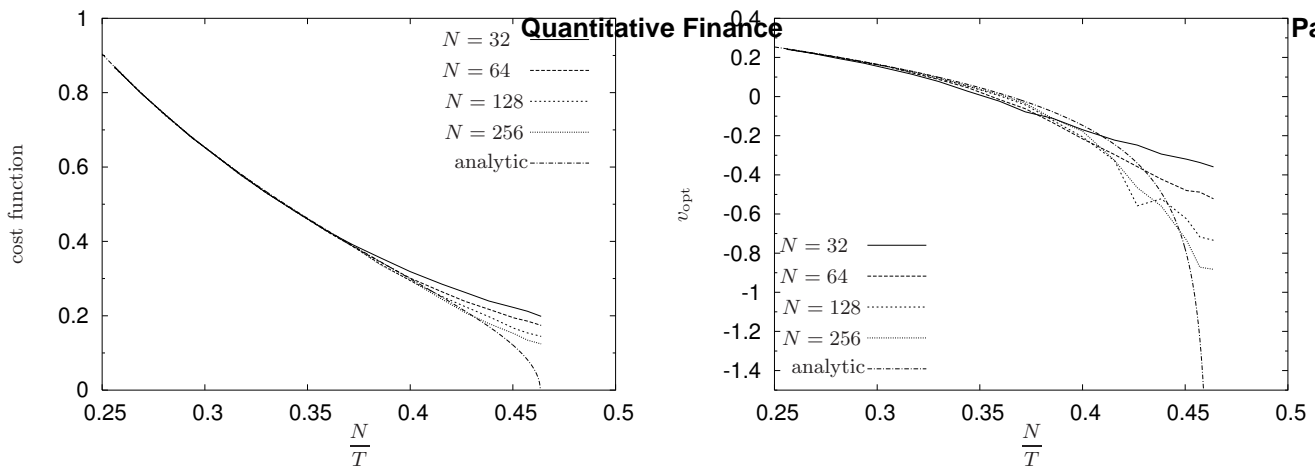 Quantitative Finance
Pa
1
0.8
0.6
0.4
0.2
0
cost function
N = 32
N = 64
N = 128
N = 256
analytic
0.25
0.3
0.35
0.4
0.45
0.5
N
T
0.4
0.2
0
-0.2
-0.4
-0.6
-0.8
-1
-1.2
-1.4
v_opt
N = 32
N = 64
N = 128
N = 256
analytic
0.25
0.3
0.35
0.4
0.45
0.5
N
T